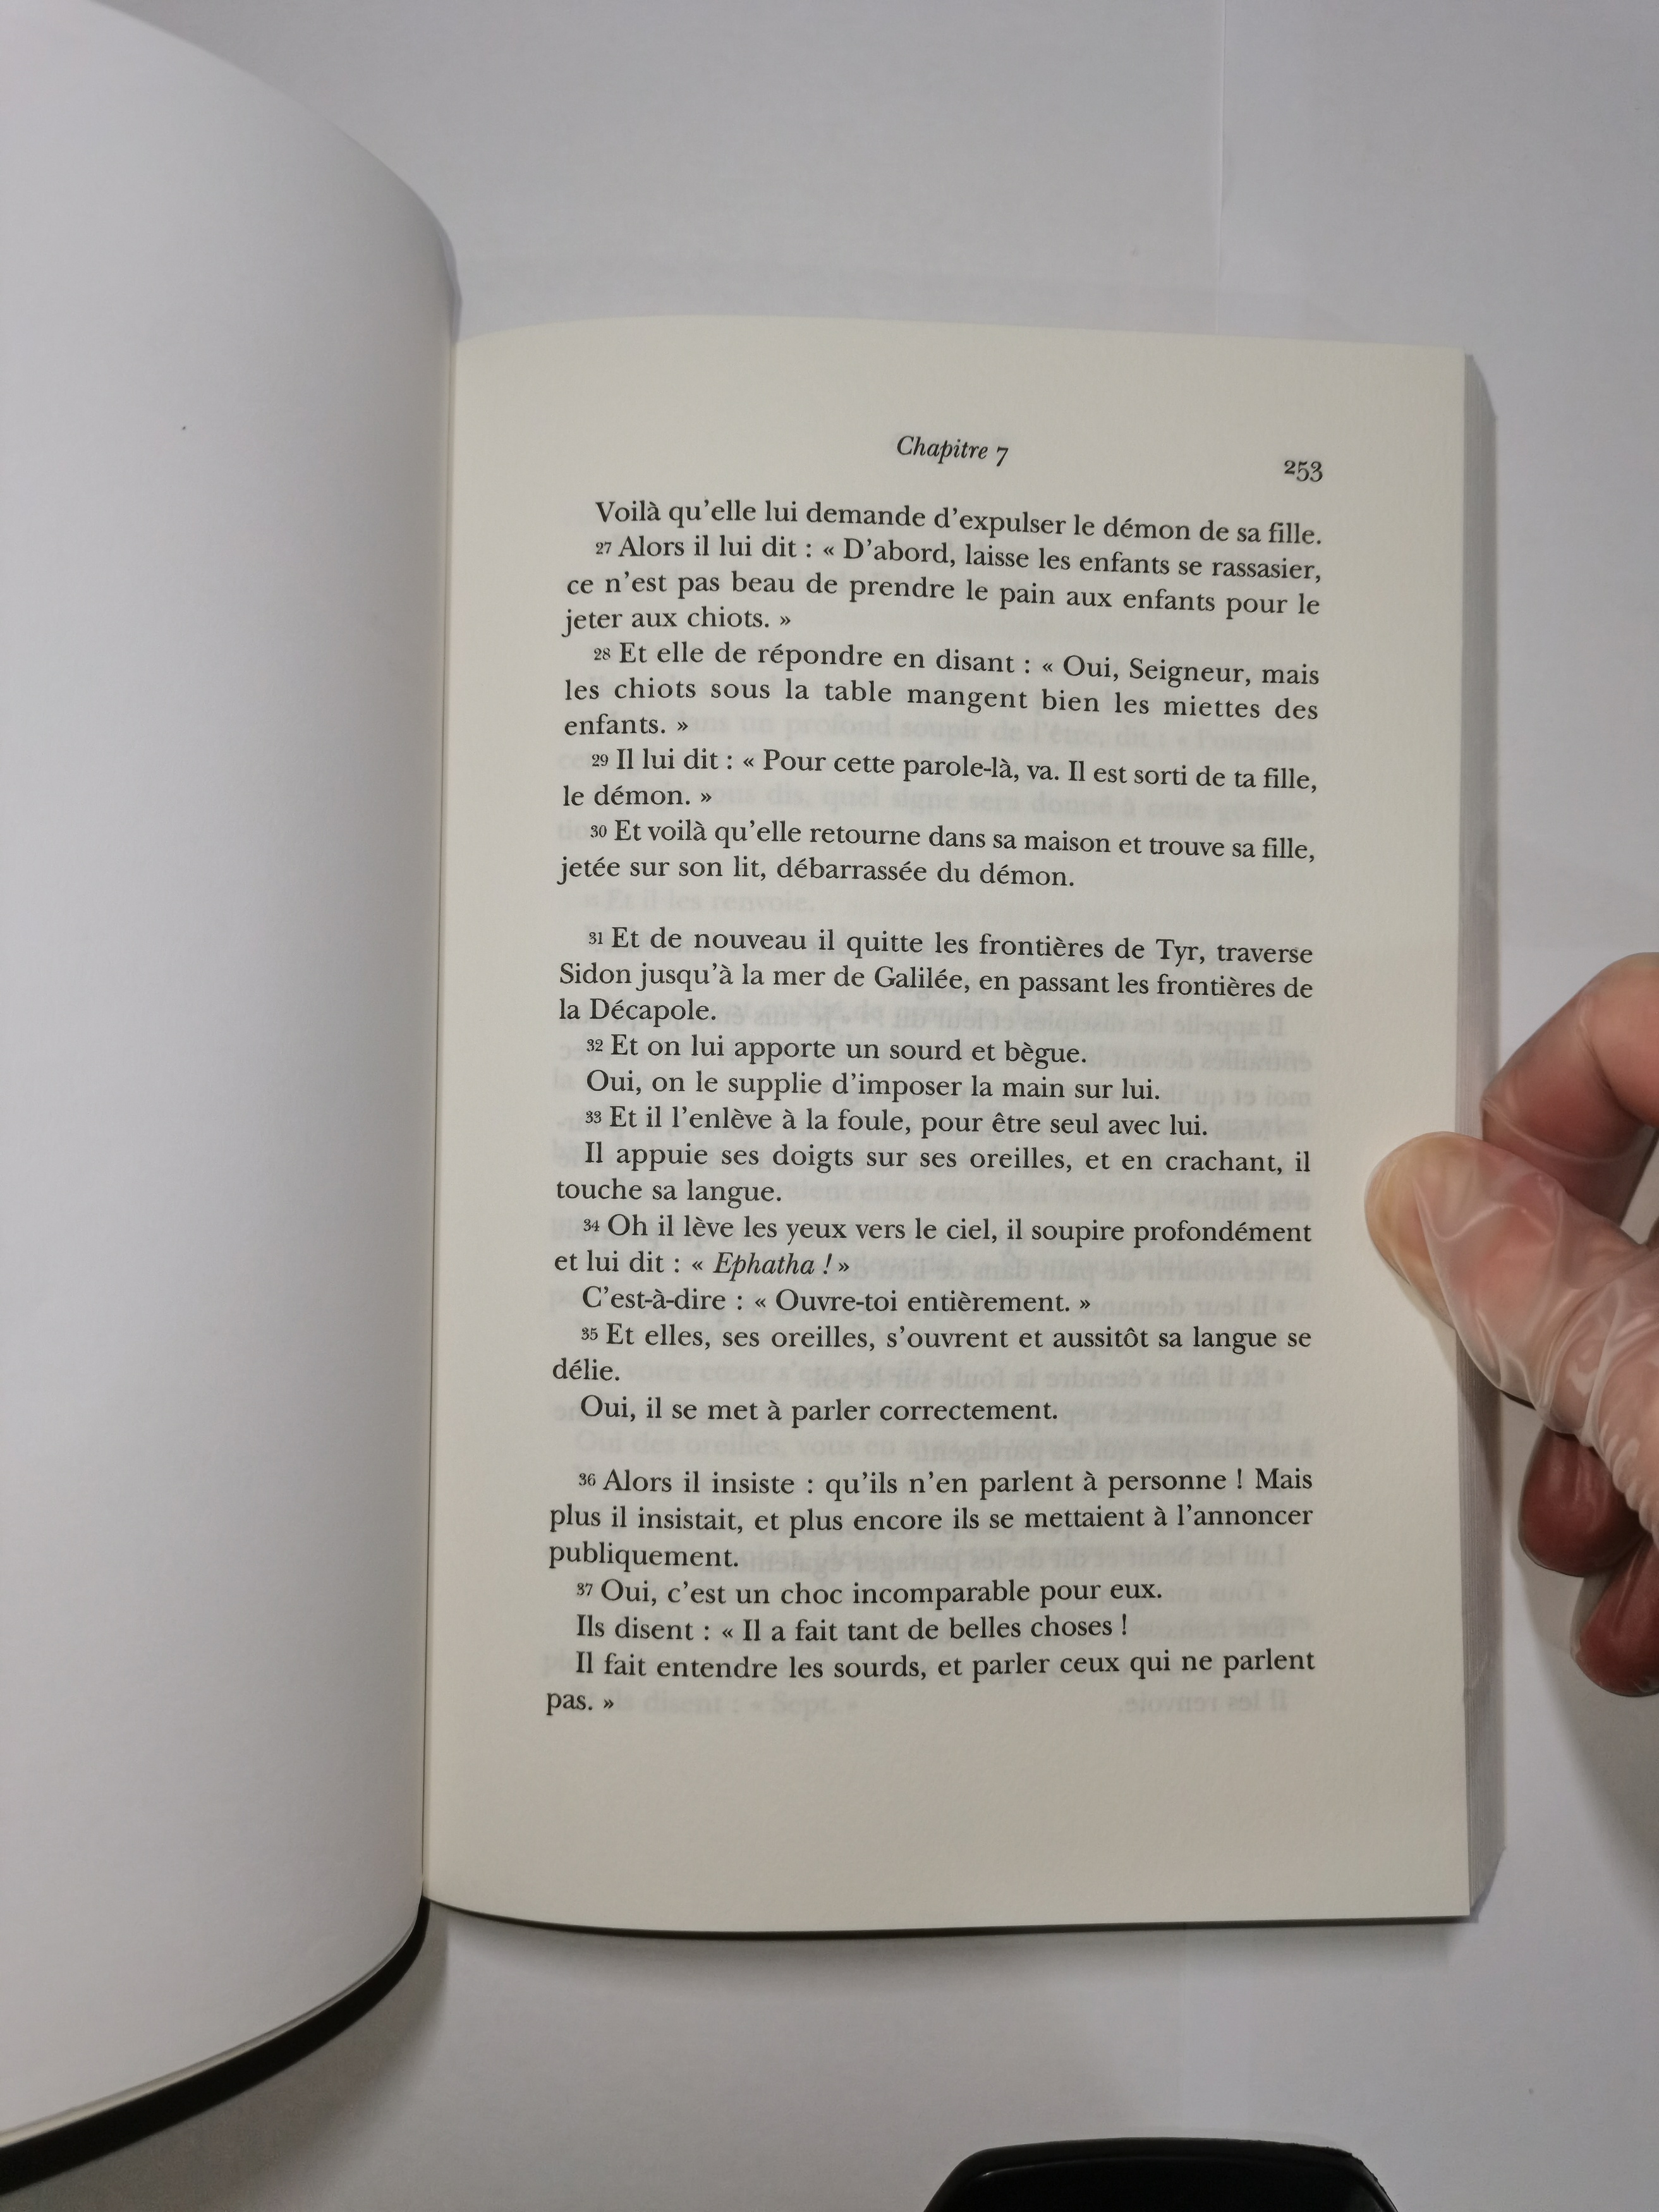 Chapitre 7
253
Voilà qu'elle lui demande d'expulser le démon de sa fille.
27 Alors il lui dit : « D'abord, laisse les enfants se rassasier,
ce n'est pas beau de prendre le pain aux enfants pour le
jeter aux chiots. »
28 Et elle de répondre en disant : « Oui, Seigneur, mais
les chiots sous la table mangent bien les miettes des
enfants. »
29 Il lui dit : « Pour cette parole-là, va. Il est sorti de ta fille,
le démon. »
30 Et voilà qu'elle retourne dans sa maison et trouve sa fille,
jetée sur son lit, débarrassée du démon.
31 Et de nouveau il quitte les frontières de Tyr, traverse
Sidon jusqu'à la mer de Galilée, en passant les frontières de
la Décapole.
32 Et on lui apporte un sourd et bègue.
Oui, on le supplie d'imposer la main sur lui.
33 Et il l'enlève à la foule, pour être seul avec lui.
Il appuie ses doigts sur ses oreilles, et en crachant, il
touche sa langue.
34 Oh il lève les yeux vers le ciel, il soupire profondément
et lui dit : « Ephatha ! »
C'est-à-dire : « Ouvre-toi entièrement. »
35 Et elles, ses oreilles, s'ouvrent et aussitôt sa langue se
délie.
Oui, il se met à parler correctement.
36 Alors il insiste : qu'ils n'en parlent à personne ! Mais
plus il insistait, et plus encore ils se mettaient à l'annoncer
publiquement.
37 Oui, c'est un choc incomparable pour eux.
Ils disent : « Il a fait tant de belles choses !
Il fait entendre les sourds, et parler ceux qui ne parlent
pas. »